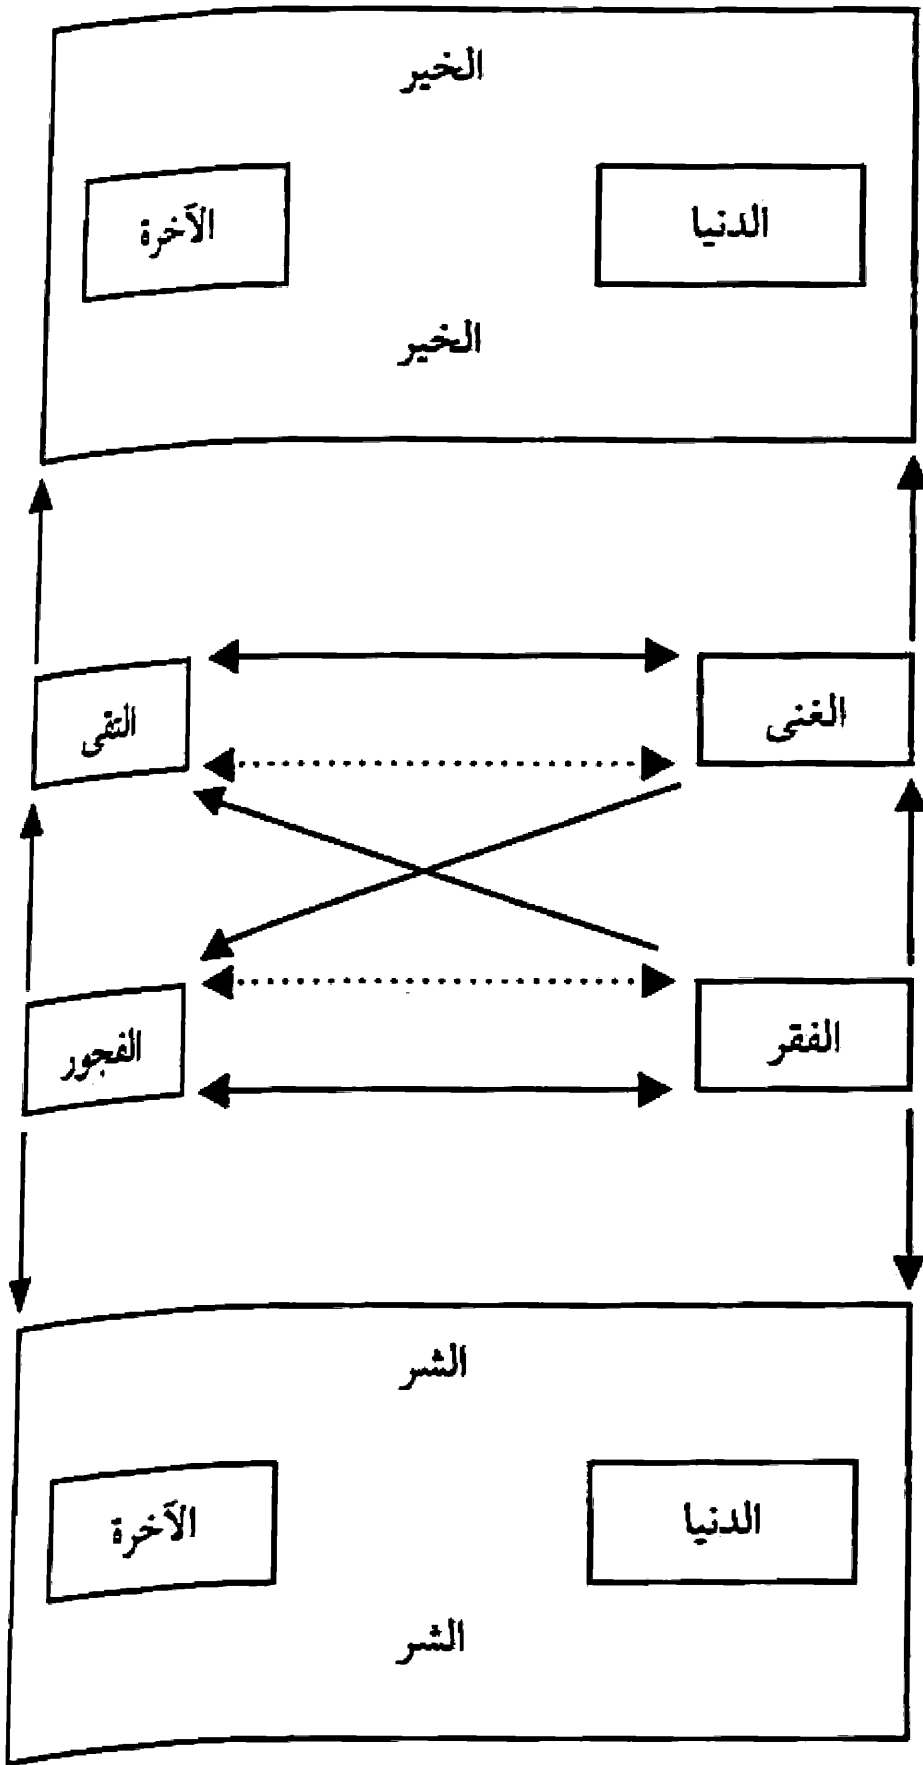 الخير
الدنيا
الآخرة
الخير
الغنى
التقى
الفقر
الفجور
الشر
الدنيا
الآخرة
الشر